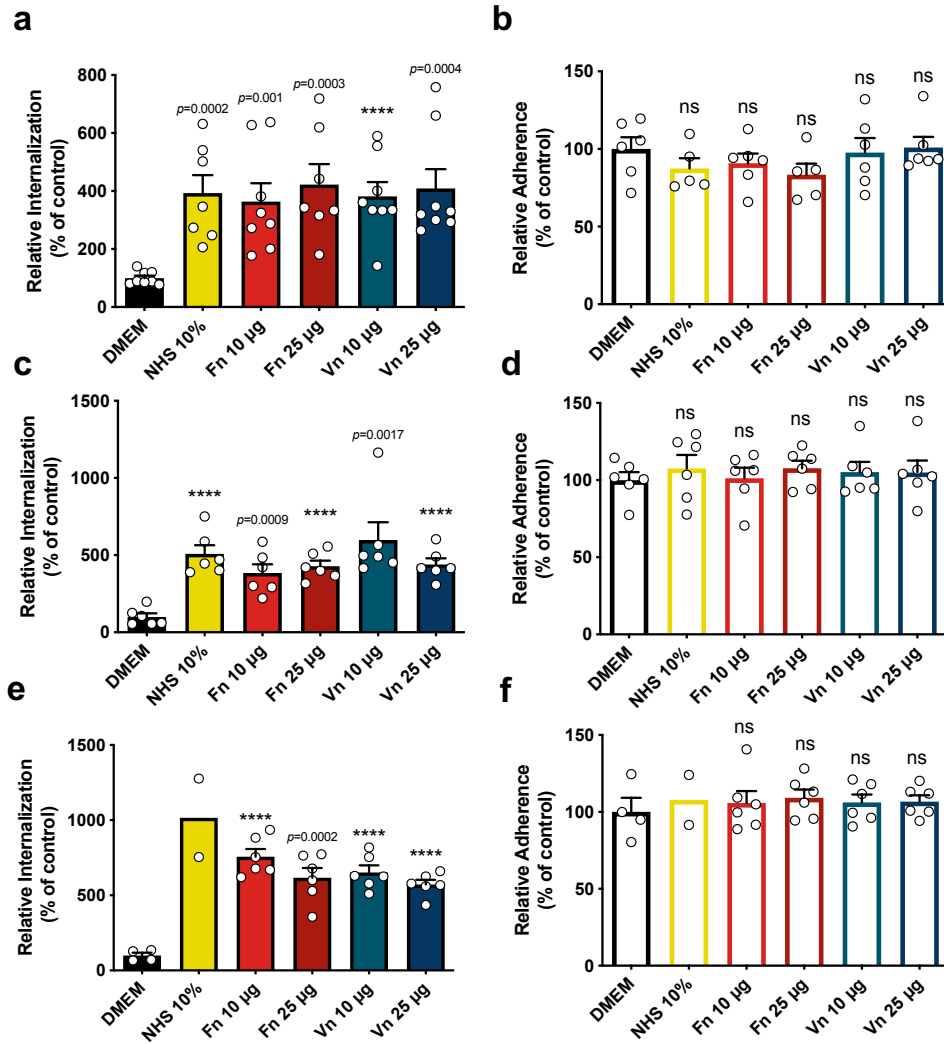 a
Relative Internalization
(% of control)
800
600
400
200
0
p=0.0002
p=0.001
p=0.0003
****
p=0.0004
DMEM
NHS 10%
Fn 10 µg
Fn 25 µg
Vn 10 µg
Vn 25 µg
b
Relative Adherence
(% of control)
150
100
50
0
ns
ns
ns
ns
ns
DMEM
NHS 10%
Fn 10 µg
Fn 25 µg
Vn 10 µg
Vn 25 µg
c
Relative Internalization
(% of control)
1500
1000
500
0
****
p=0.0009
****
p=0.0017
****
DMEM
NHS 10%
Fn 10 µg
Fn 25 µg
Vn 10 µg
Vn 25 µg
d
Relative Adherence
(% of control)
150
100
50
0
ns
ns
ns
ns
ns
DMEM
NHS 10%
Fn 10 µg
Fn 25 µg
Vn 10 µg
Vn 25 µg
e
Relative Internalization
(% of control)
1500
1000
500
0
****
p=0.0002
****
****
DMEM
NHS 10%
Fn 10 µg
Fn 25 µg
Vn 10 µg
Vn 25 µg
f
Relative Adherence
(% of control)
150
100
50
0
ns
ns
ns
ns
DMEM
NHS 10%
Fn 10 µg
Fn 25 µg
Vn 10 µg
Vn 25 µg